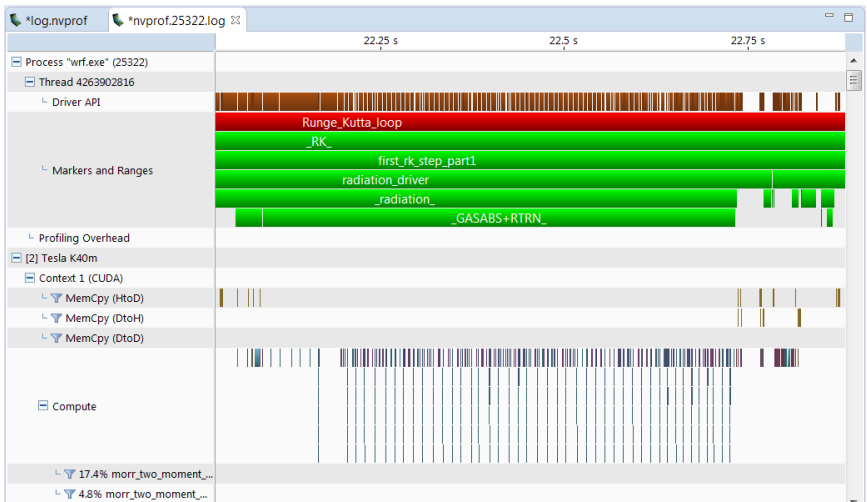 *log.nvprof *nvprof.25322.log
22.25 s 22.5 s 22.75 s
Process "wrf.exe" (25322)
Thread 4263902816
Driver API
Runge_Kutta_loop
_RK_
first_rk_step_part1
Markers and Ranges
radiation_driver
_radiation_
_GASABS+RTRN_
Profiling Overhead
[2] Tesla K40m
Context 1 (CUDA)
MemCpy (HtoD)
MemCpy (DtoH)
MemCpy (DtoD)
Compute
17.4% morr_two_moment_...
4.8% morr_two_moment_...